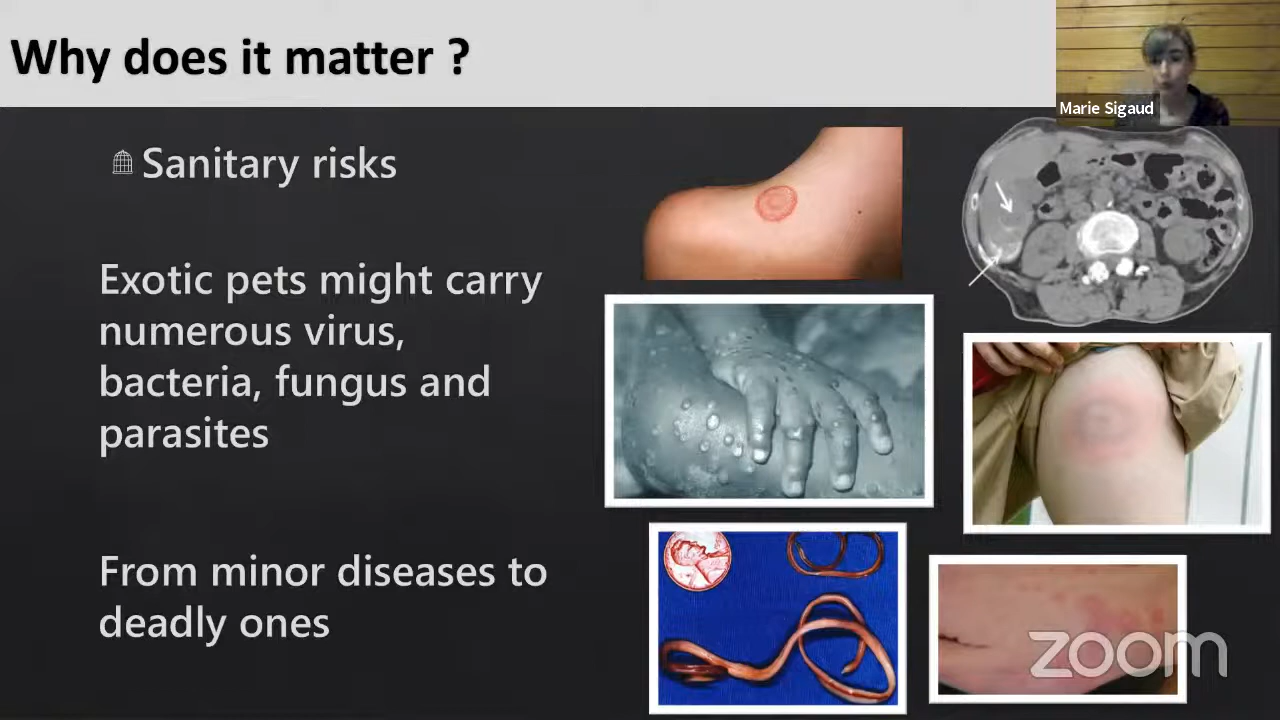 Why does it matter ?
Marie Sigaud
Sanitary risks
Exotic pets might carry
numerous virus,
bacteria, fungus and
parasites
From minor diseases to
deadly ones
zoom